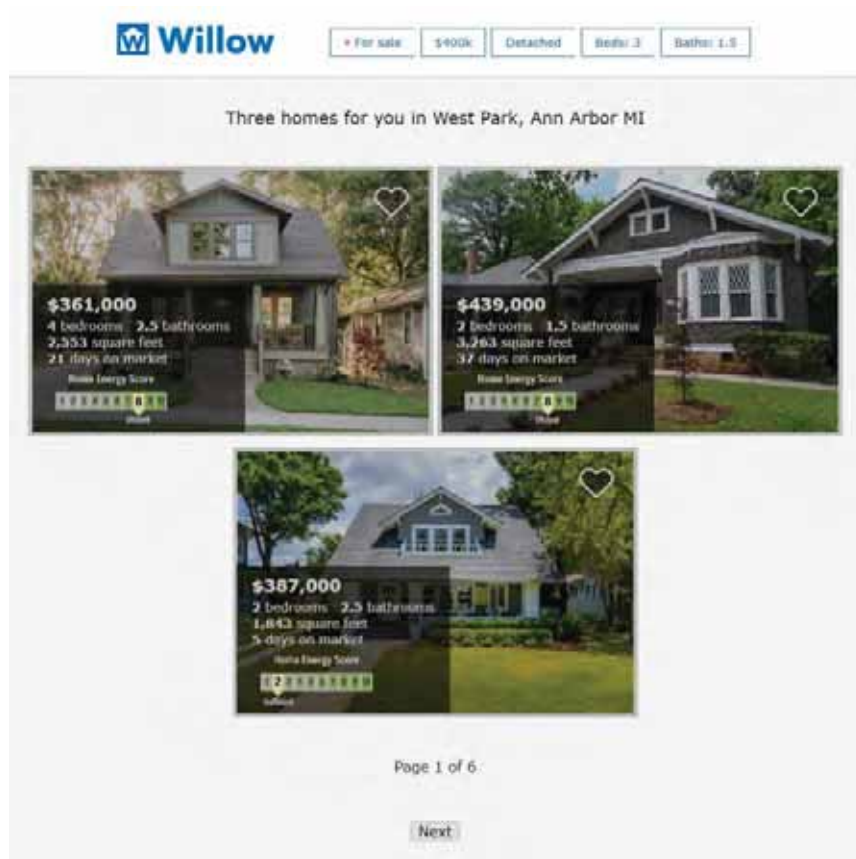 Willow
• For sale
$400k
Detached
Beds: 3
Baths: 1.5
Three homes for you in West Park, Ann Arbor MI
$361,000
4 bedrooms 2.5 bathrooms
2,553 square feet
21 days on market
Home Energy Score
8
$439,000
2 bedrooms 1.5 bathrooms
3,263 square feet
37 days on market
Home Energy Score
8
$387,000
2 bedrooms 2.5 bathrooms
1,843 square feet
5 days on market
Home Energy Score
2
Page 1 of 6
Next